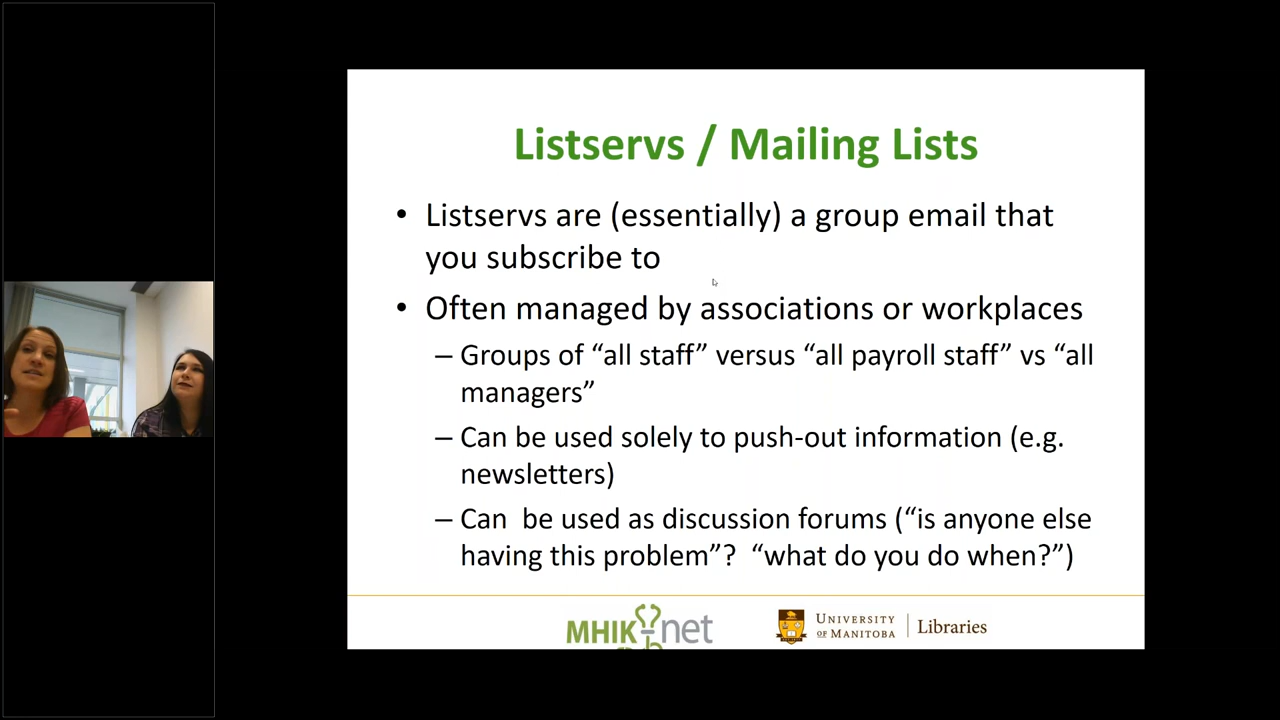 Listservs / Mailing Lists
• Listservs are (essentially) a group email that
you subscribe to
• Often managed by associations or workplaces
– Groups of “all staff” versus “all payroll staff” vs “all
managers”
– Can be used solely to push-out information (e.g.
newsletters)
– Can  be used as discussion forums (“is anyone else
having this problem”?  “what do you do when?”)
MHIKnet
UNIVERSITY
OF MANITOBA
Libraries